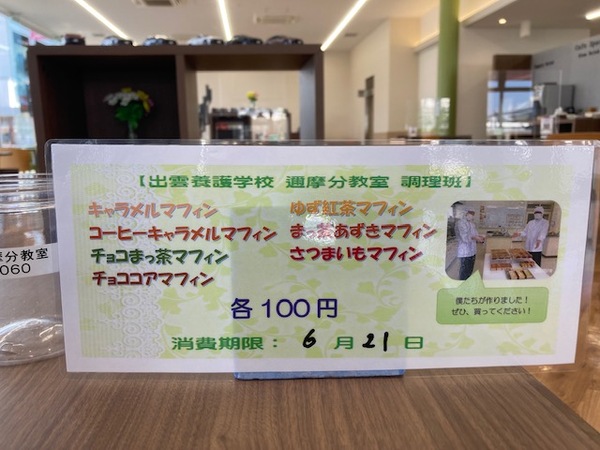 【出雲養護学校 邇摩分教室 調理班】
キャラメルマフィン
コーヒーキャラメルマフィン
チョコまっ茶マフィン
チョココアマフィン
ゆず紅茶マフィン
まっ茶あずきマフィン
さつまいもマフィン
各100円
消費期限： 6 月 21 日
僕たちが作りました！
ぜひ、買ってください！
摩分教室
060